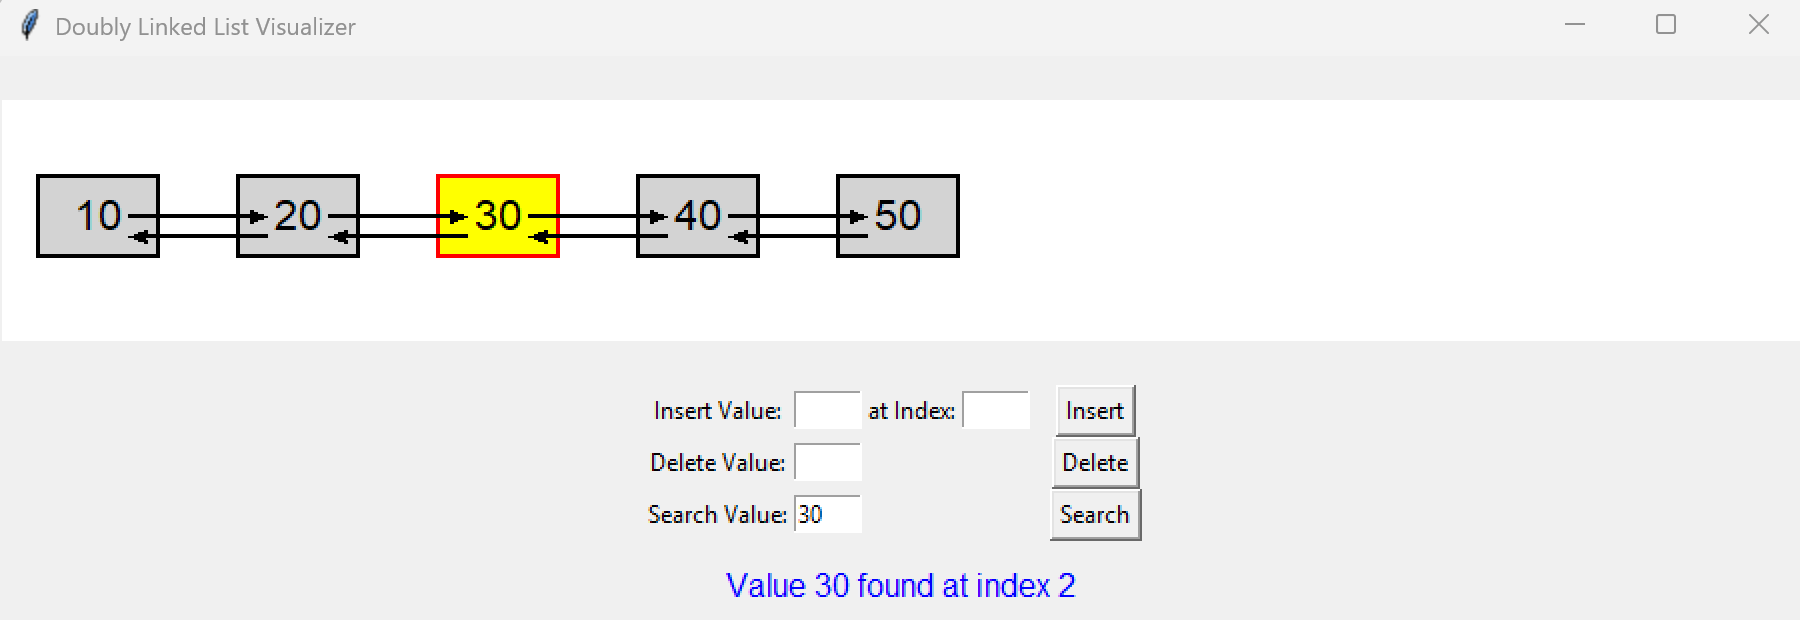 Doubly Linked List Visualizer
10 20 30 40 50
Insert Value: at Index: Insert
Delete Value: Delete
Search Value: 30 Search
Value 30 found at index 2